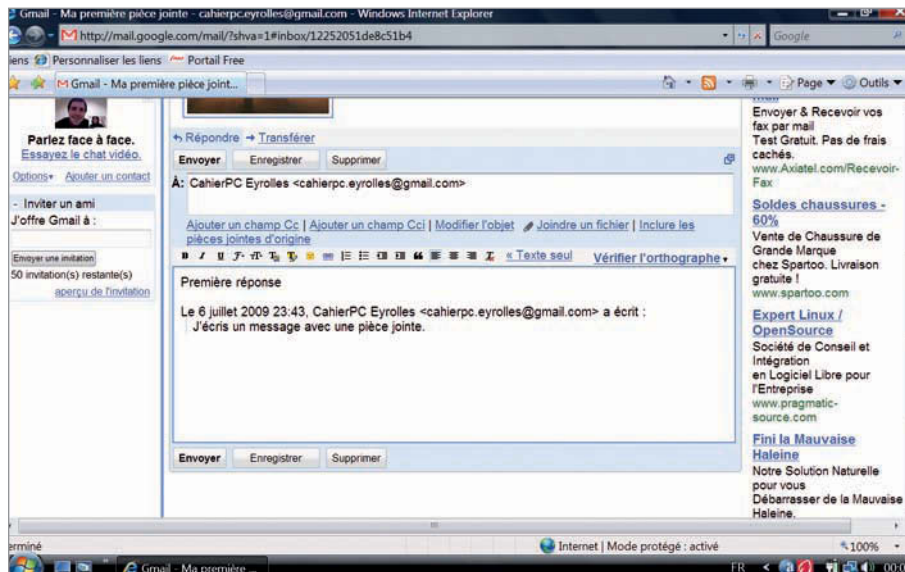 Gmail - Ma première pièce jointe - cahierpc.eyrolles@gmail.com - Windows Internet Explorer
http://mail.google.com/mail/?shva=1#inbox/12252051de8c51b4
Google
iens Personnaliser les liens Portail Free
Gmail - Ma première pièce joint...
Page Outils
Parlez face à face.
Essayez le chat vidéo.
Options Ajouter un contact
- Inviter un ami
J'offre Gmail à :
Envoyer une invitation
50 invitation(s) restante(s)
aperçu de l'invitation
Répondre Transférer
Envoyer Enregistrer Supprimer
À: CahierPC Eyrolles <cahierpc.eyrolles@gmail.com>
Ajouter un champ Cc | Ajouter un champ Cci | Modifier l'objet Joindre un fichier | Inclure les
pièces jointes d'origine
« Texte seul Vérifier l'orthographe
Première réponse
Le 6 juillet 2009 23:43, CahierPC Eyrolles <cahierpc.eyrolles@gmail.com> a écrit :
J'écris un message avec une pièce jointe.
Envoyer Enregistrer Supprimer
Envoyer & Recevoir vos
fax par mail
Test Gratuit. Pas de frais
cachés.
www.Axiatel.com/Recevoir-
Fax
Soldes chaussures -
60%
Vente de Chaussure de
Grande Marque
chez Spartoo. Livraison
gratuite !
www.spartoo.com
Expert Linux /
OpenSource
Société de Conseil et
Intégration
en Logiciel Libre pour
l'Entreprise
www.pragmatic-
source.com
Fini la Mauvaise
Haleine
Notre Solution Naturelle
pour vous
Débarrasser de la Mauvaise
Haleine.
erminé
Internet | Mode protégé : activé
100%
Gmail - Ma première ...
FR